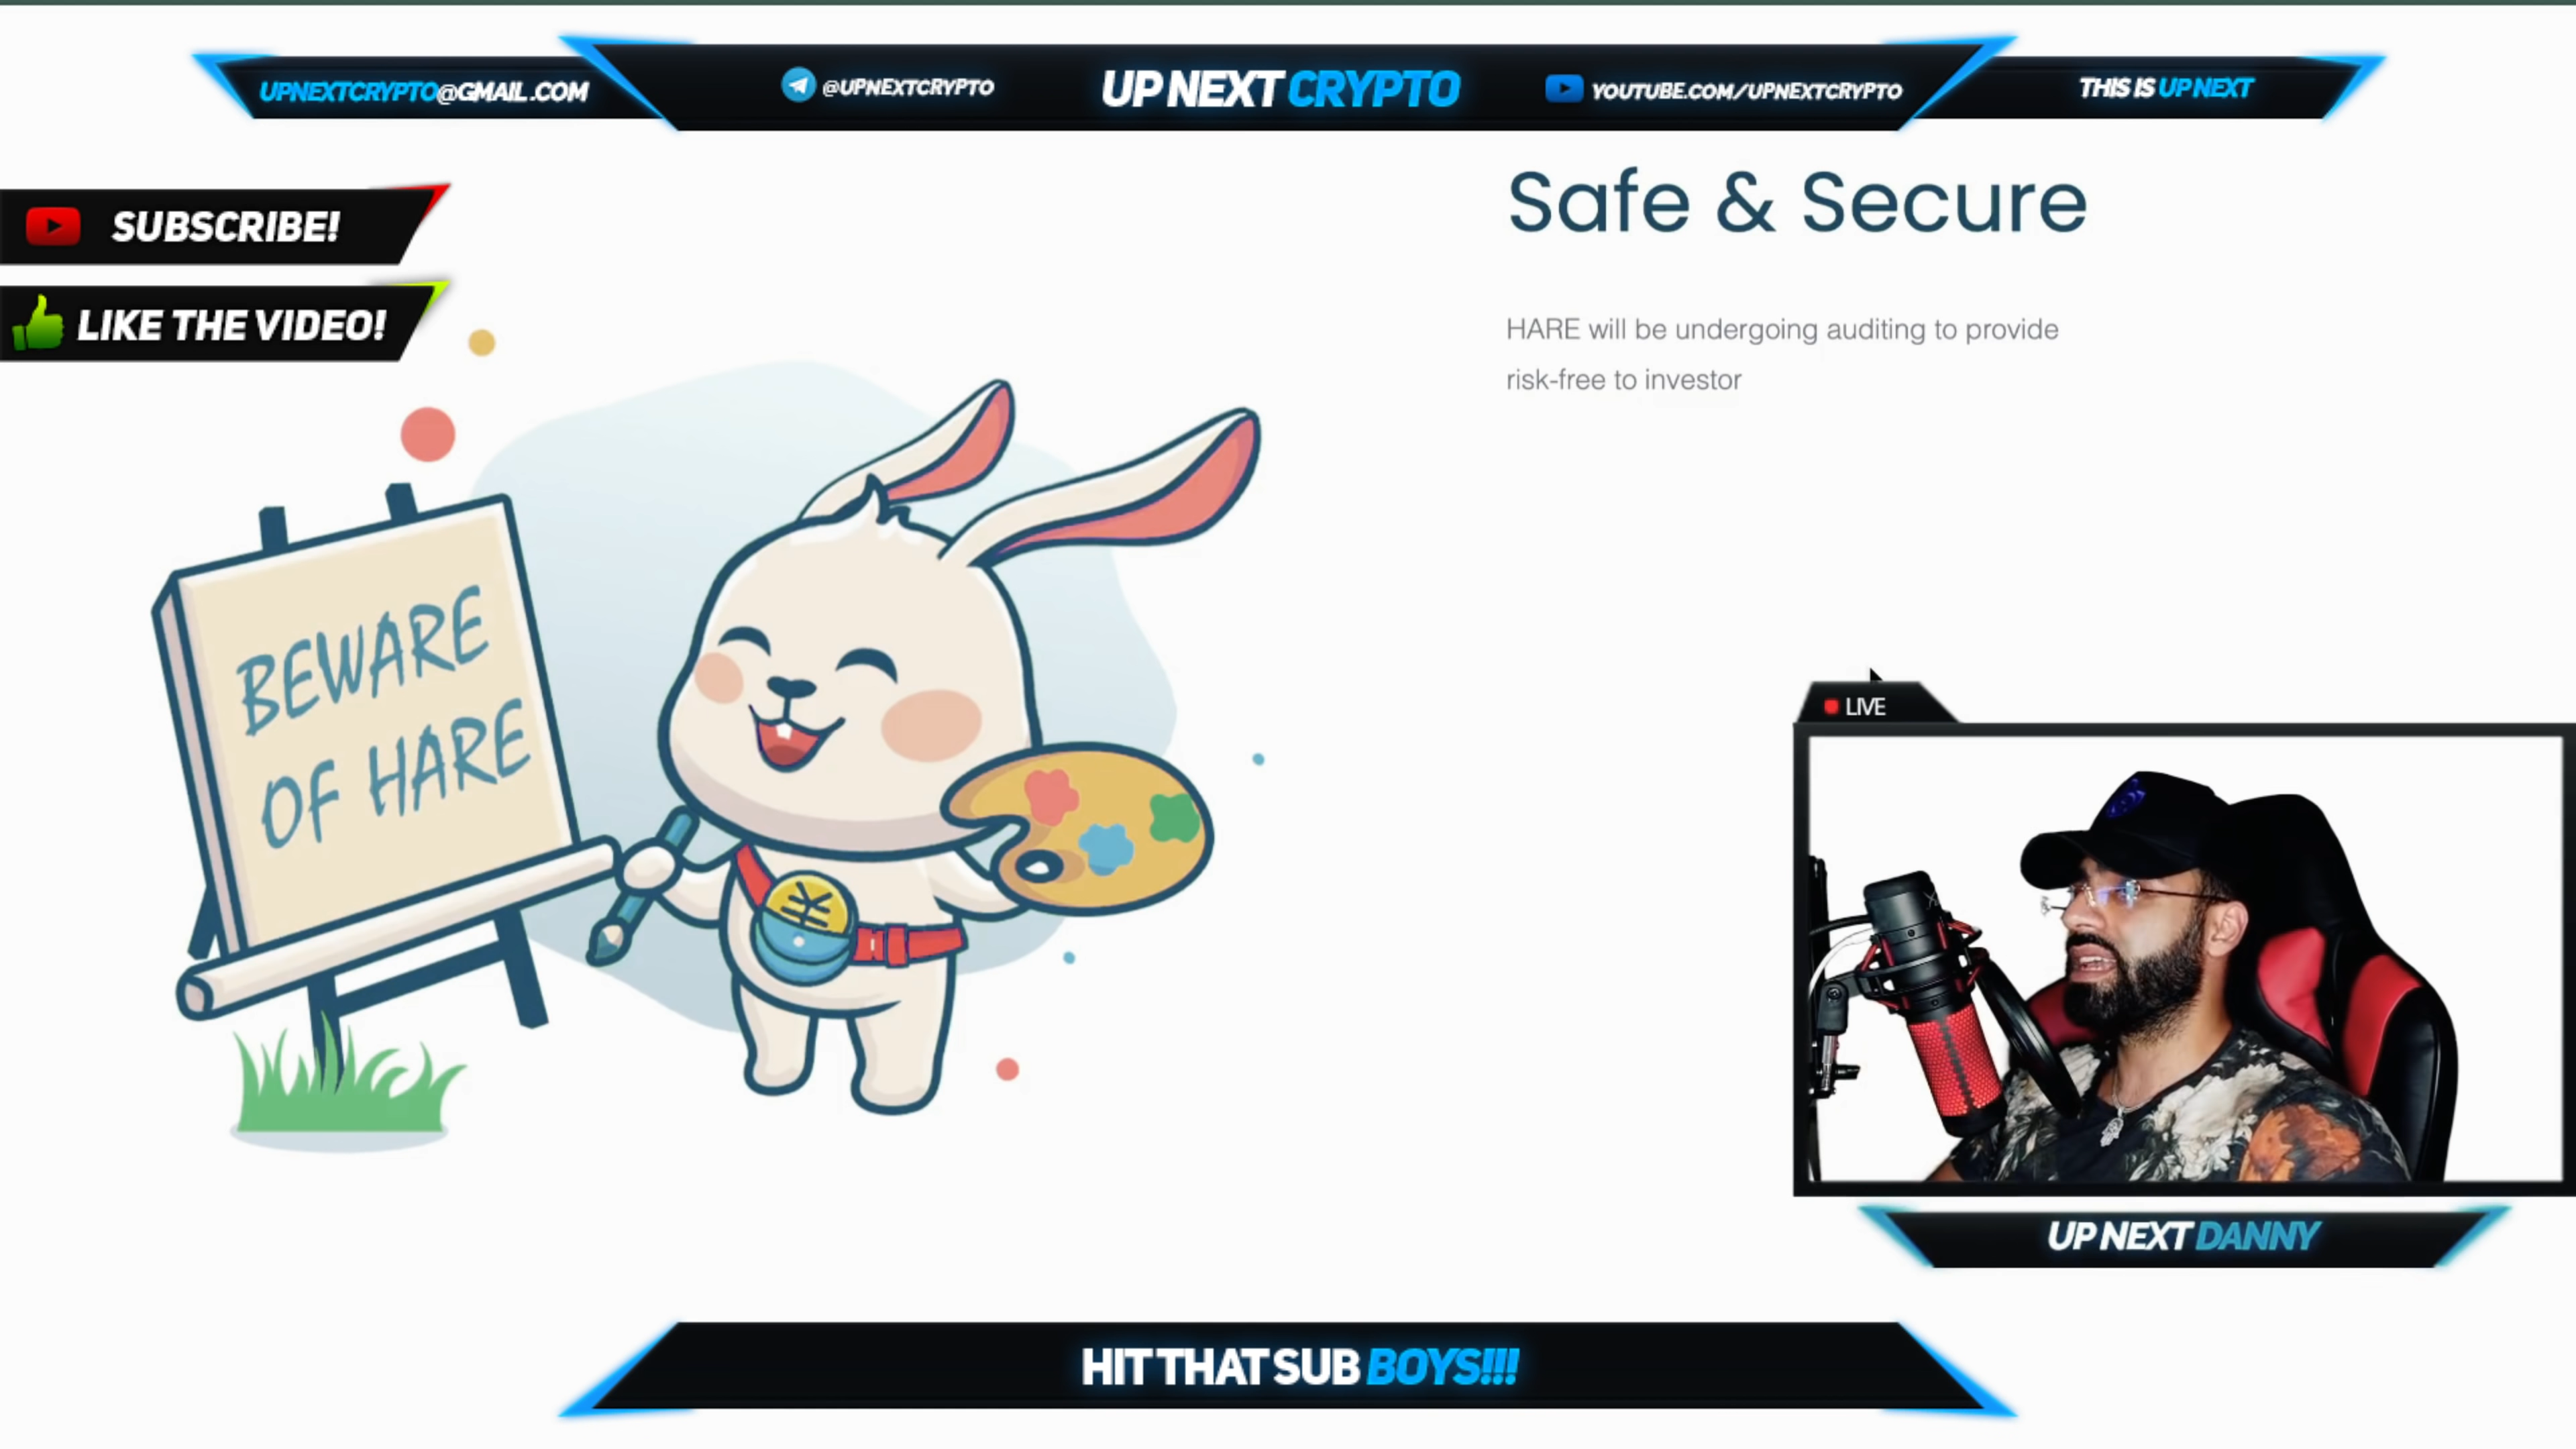 UPNEXTCRYPTO@GMAIL.COM
@UPNEXTCRYPTO
UP NEXT CRYPTO
YOUTUBE.COM/UPNEXTCRYPTO
THIS IS UP NEXT
SUBSCRIBE!
LIKE THE VIDEO!
Safe & Secure
HARE will be undergoing auditing to provide
risk-free to investor
BEWARE
OF HARE
LIVE
UP NEXT DANNY
HIT THAT SUB BOYS!!!